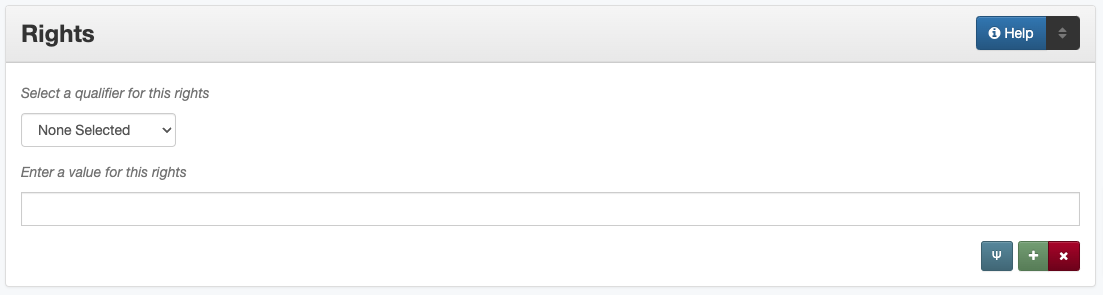 Rights
Help
Select a qualifier for this rights
None Selected
Enter a value for this rights
Ψ